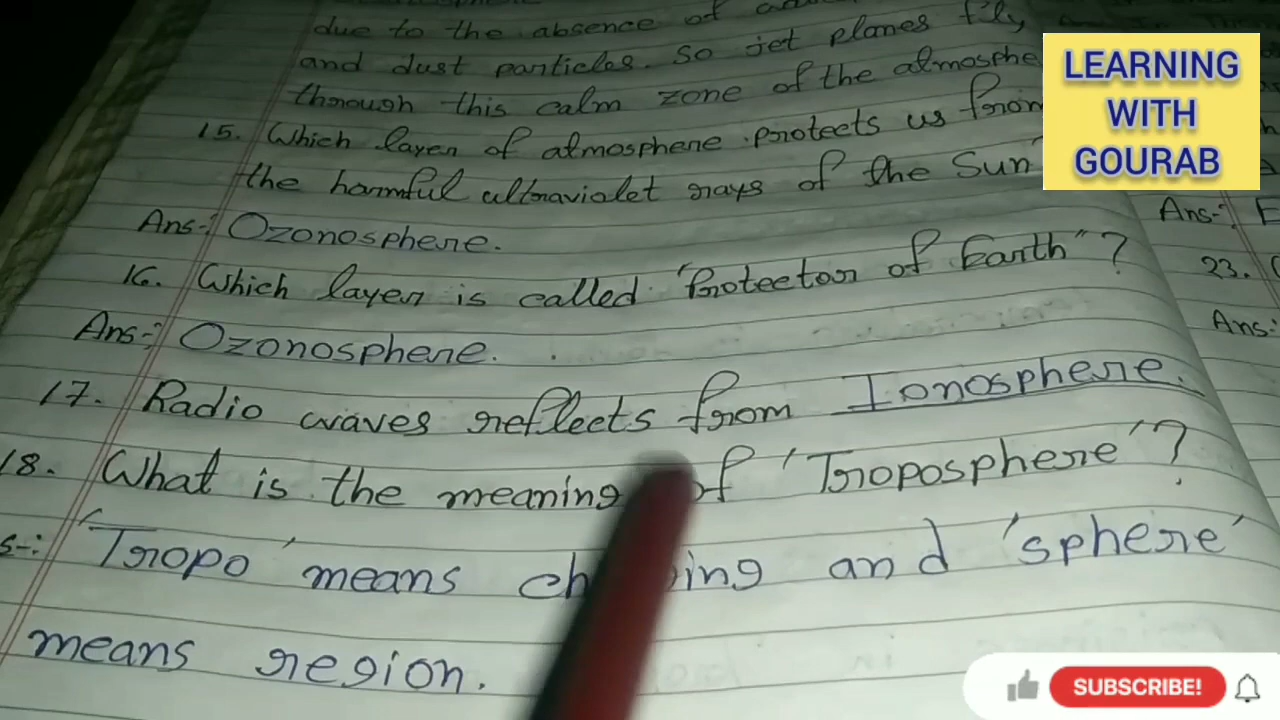 due to the absence of
and dust particles. So jet planes fly
through this calm zone of the atmosphe
15. Which layer of atmosphere protects us from
the harmful ultraviolet rays of the Sun
Ans-: Ozonosphere.
16. Which layer is called "Protector of Earth"?
Ans-: Ozonosphere.
17. Radio waves reflects from Ionosphere.
18. What is the meaning of 'Troposphere'?
s-: 'Tropo' means and 'sphere'
means region.
Ans-: E
23.
Ans:
LEARNING
WITH
GOURAB
SUBSCRIBE!